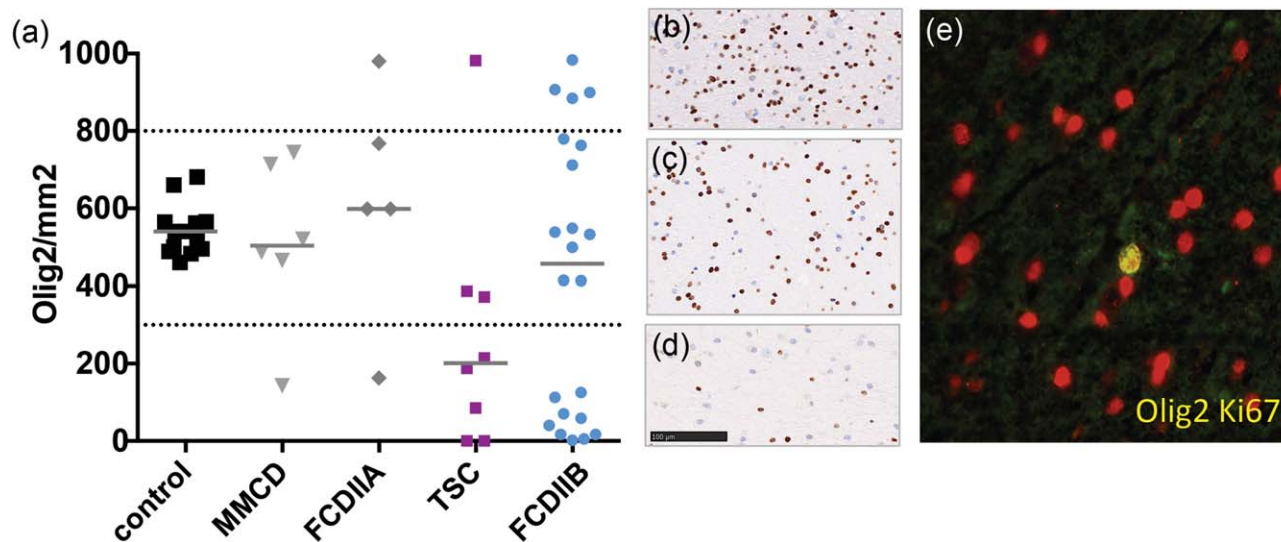 (a)
Olig2/mm2
1000
800
600
400
200
0
control
MMCD
FCDIIA
TSC
FCDIIB
(b)
(c)
(d)
100 µm
(e)
Olig2 Ki67